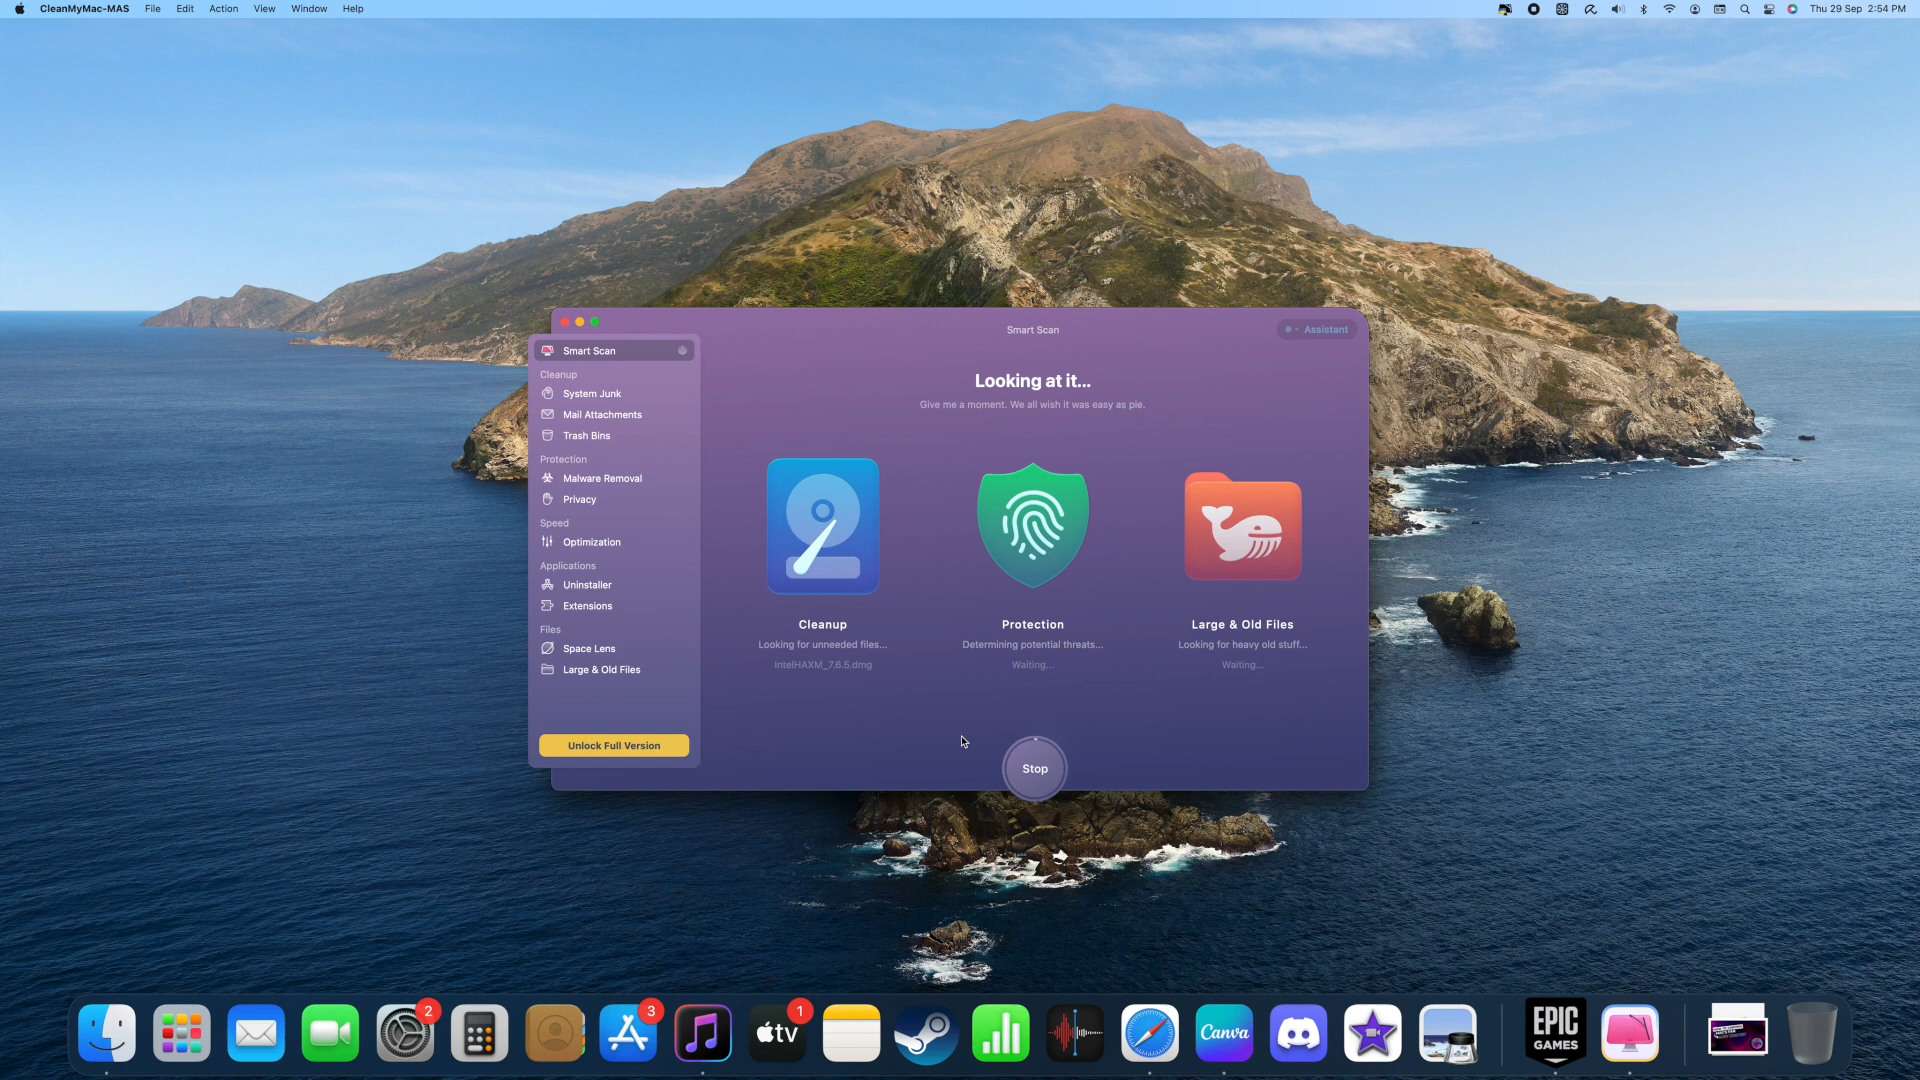 CleanMyMac-MAS File Edit Action View Window Help
Thu 29 Sep 2:54 PM
Smart Scan
Assistant
Smart Scan
Cleanup
System Junk
Mail Attachments
Trash Bins
Protection
Malware Removal
Privacy
Speed
Optimization
Applications
Uninstaller
Extensions
Files
Space Lens
Large & Old Files
Unlock Full Version
Looking at it...
Give me a moment. We all wish it was easy as pie.
Cleanup
Looking for unneeded files...
IntelHAXM_7.6.5.dmg
Protection
Determining potential threats...
Waiting...
Large & Old Files
Looking for heavy old stuff...
Waiting...
Stop
2
3
1
tv
Canva
EPIC
GAMES